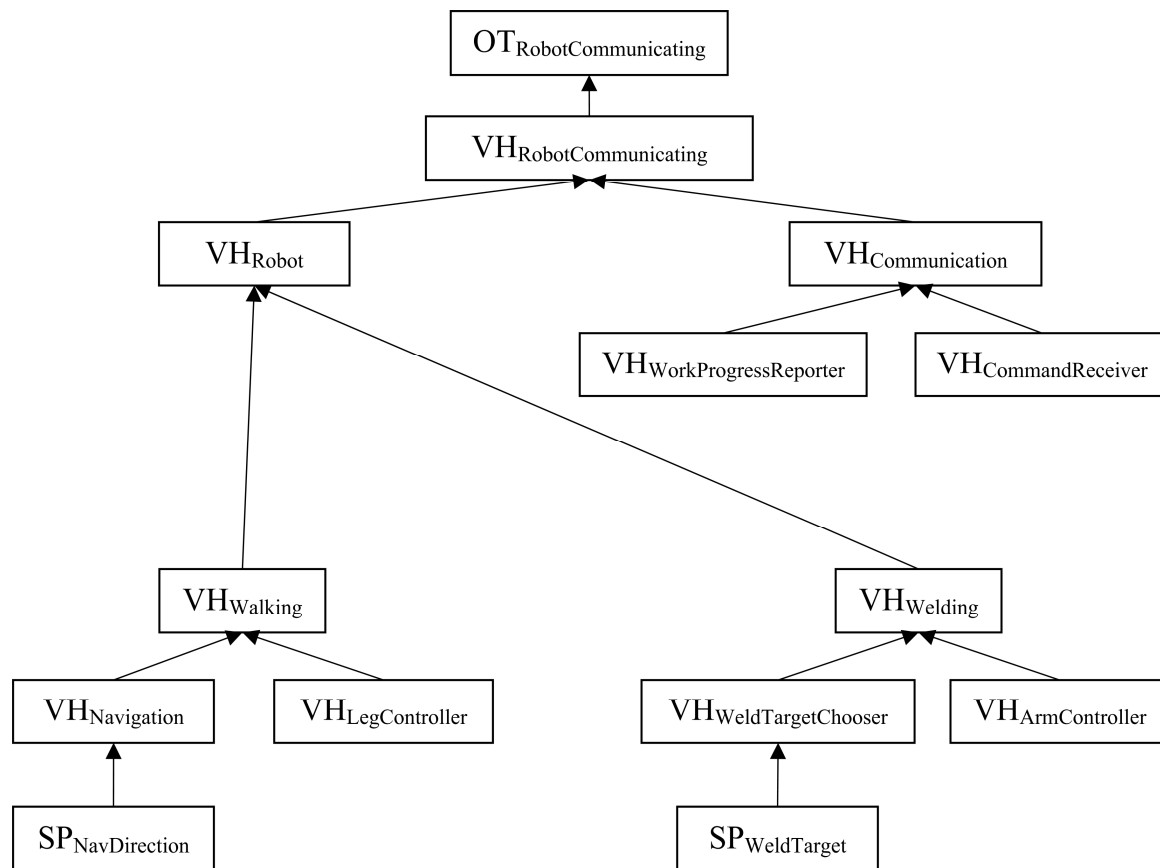 OTRobotCommunicating
VHRobotCommunicating
VHRobot
VHCommunication
VHWorkProgressReporter
VHCommandReceiver
VHWalking
VHWelding
VHNavigation
VHLegController
VHWeldTargetChooser
VHArmController
SPNavDirection
SPWeldTarget